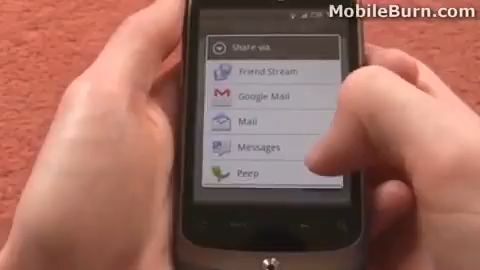 MobileBurn.com
Share via
Friend Stream
Google Mail
Mail
Messages
Peep